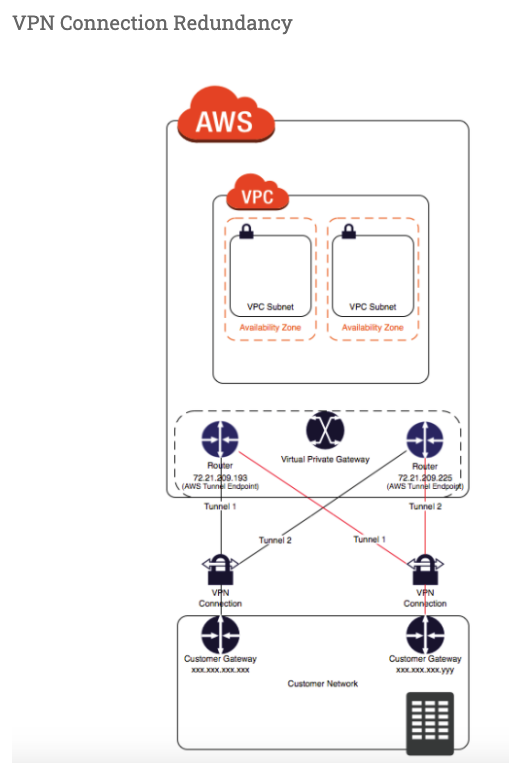 VPN Connection Redundancy
AWS
VPC
VPC Subnet
VPC Subnet
Availability Zone
Availability Zone
Virtual Private Gateway
Router
72.21.209.193
(AWS Tunnel Endpoint)
Router
72.21.209.225
(AWS Tunnel Endpoint)
Tunnel 1
Tunnel 2
Tunnel 2
Tunnel 1
VPN
Connection
VPN
Connection
Customer Gateway
xxx.xxx.xxx.xxx
Customer Gateway
xxx.xxx.xxx.yyy
Customer Network